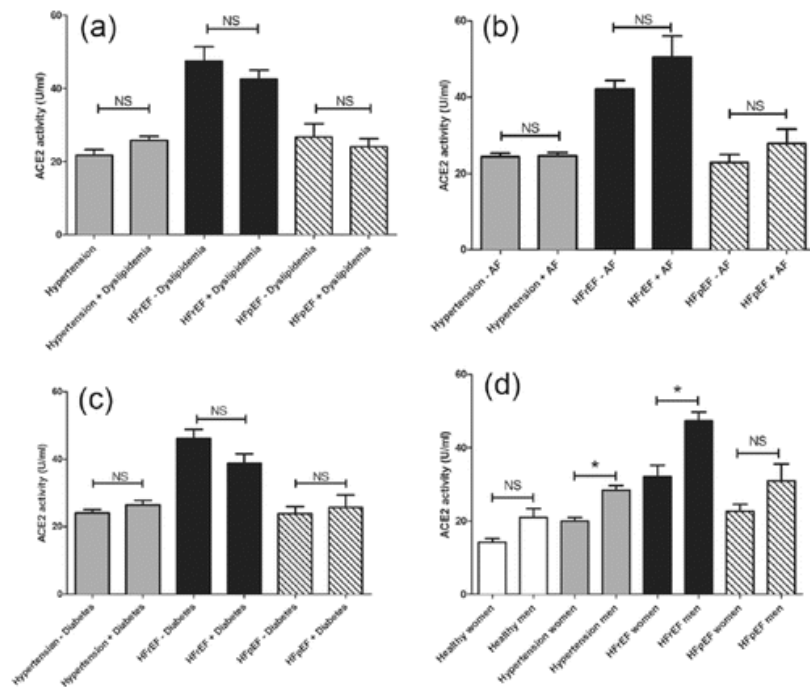 (a)
ACE2 activity (U/ml)
60
40
20
0
NS
NS
NS
Hypertension
Hypertension + Dyslipidemia
HFrEF - Dyslipidemia
HFrEF + Dyslipidemia
HFpEF - Dyslipidemia
HFpEF + Dyslipidemia
(b)
ACE2 activity (U/ml)
60
40
20
0
NS
NS
NS
Hypertension - AF
Hypertension + AF
HFrEF - AF
HFrEF + AF
HFpEF - AF
HFpEF + AF
(c)
ACE2 activity (U/ml)
60
40
20
0
NS
NS
NS
Hypertension - Diabetes
Hypertension + Diabetes
HFrEF - Diabetes
HFrEF + Diabetes
HFpEF - Diabetes
HFpEF + Diabetes
(d)
ACE2 activity (U/ml)
60
40
20
0
NS
*
*
NS
Healthy women
Healthy men
Hypertension women
Hypertension men
HFrEF women
HFrEF men
HFpEF women
HFpEF men